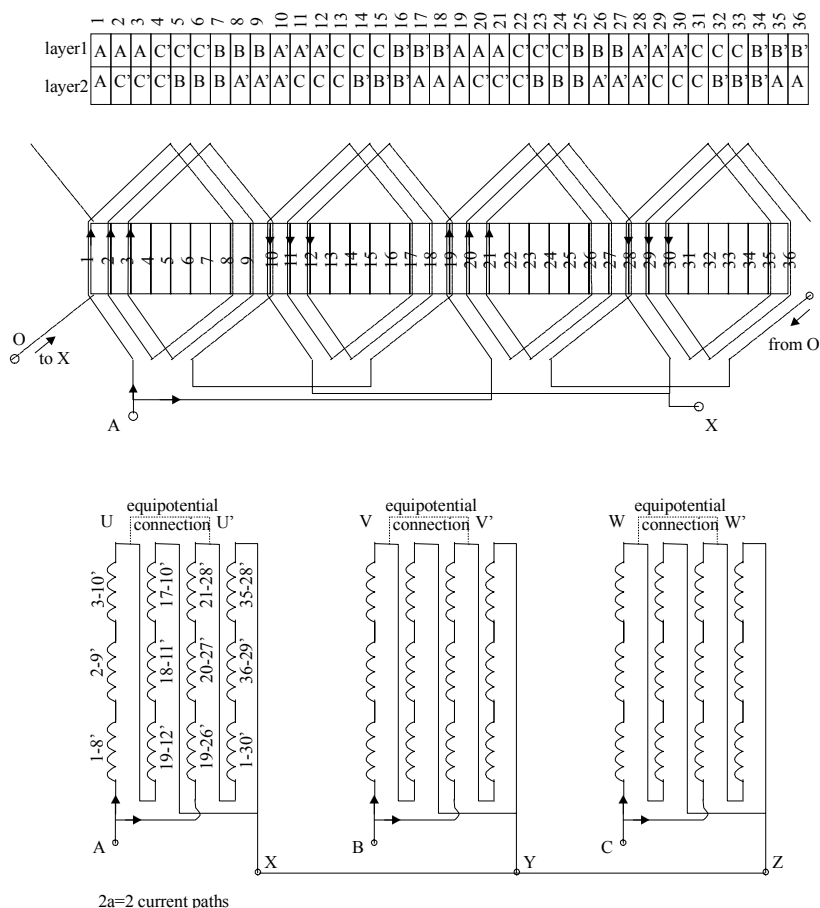 1 2 3 4 5 6 7 8 9 10 11 12 13 14 15 16 17 18 19 20 21 22 23 24 25 26 27 28 29 30 31 32 33 34 35 36
layer1 A A A C' C' C' B B B A' A' A' C C C B' B' B' A A A C' C' C' B B B A' A' A' C C C B' B' B'
layer2 A C' C' C' B B B A' A' A' C C C B' B' B' A A A C' C' C' B B B A' A' A' C C C B' B' B' A A
1 2 3 4 5 6 7 8 9 10 11 12 13 14 15 16 17 18 19 20 21 22 23 24 25 26 27 28 29 30 31 32 33 34 35 36
O
to X
from O
A
X
U
equipotential
connection
U'
V
equipotential
connection
V'
W
equipotential
connection
W'
3-10'
17-10'
21-28'
35-28'
2-9'
18-11'
20-27'
36-29'
1-8'
19-12'
19-26'
1-30'
A
B
C
X
Y
Z
2a=2 current paths